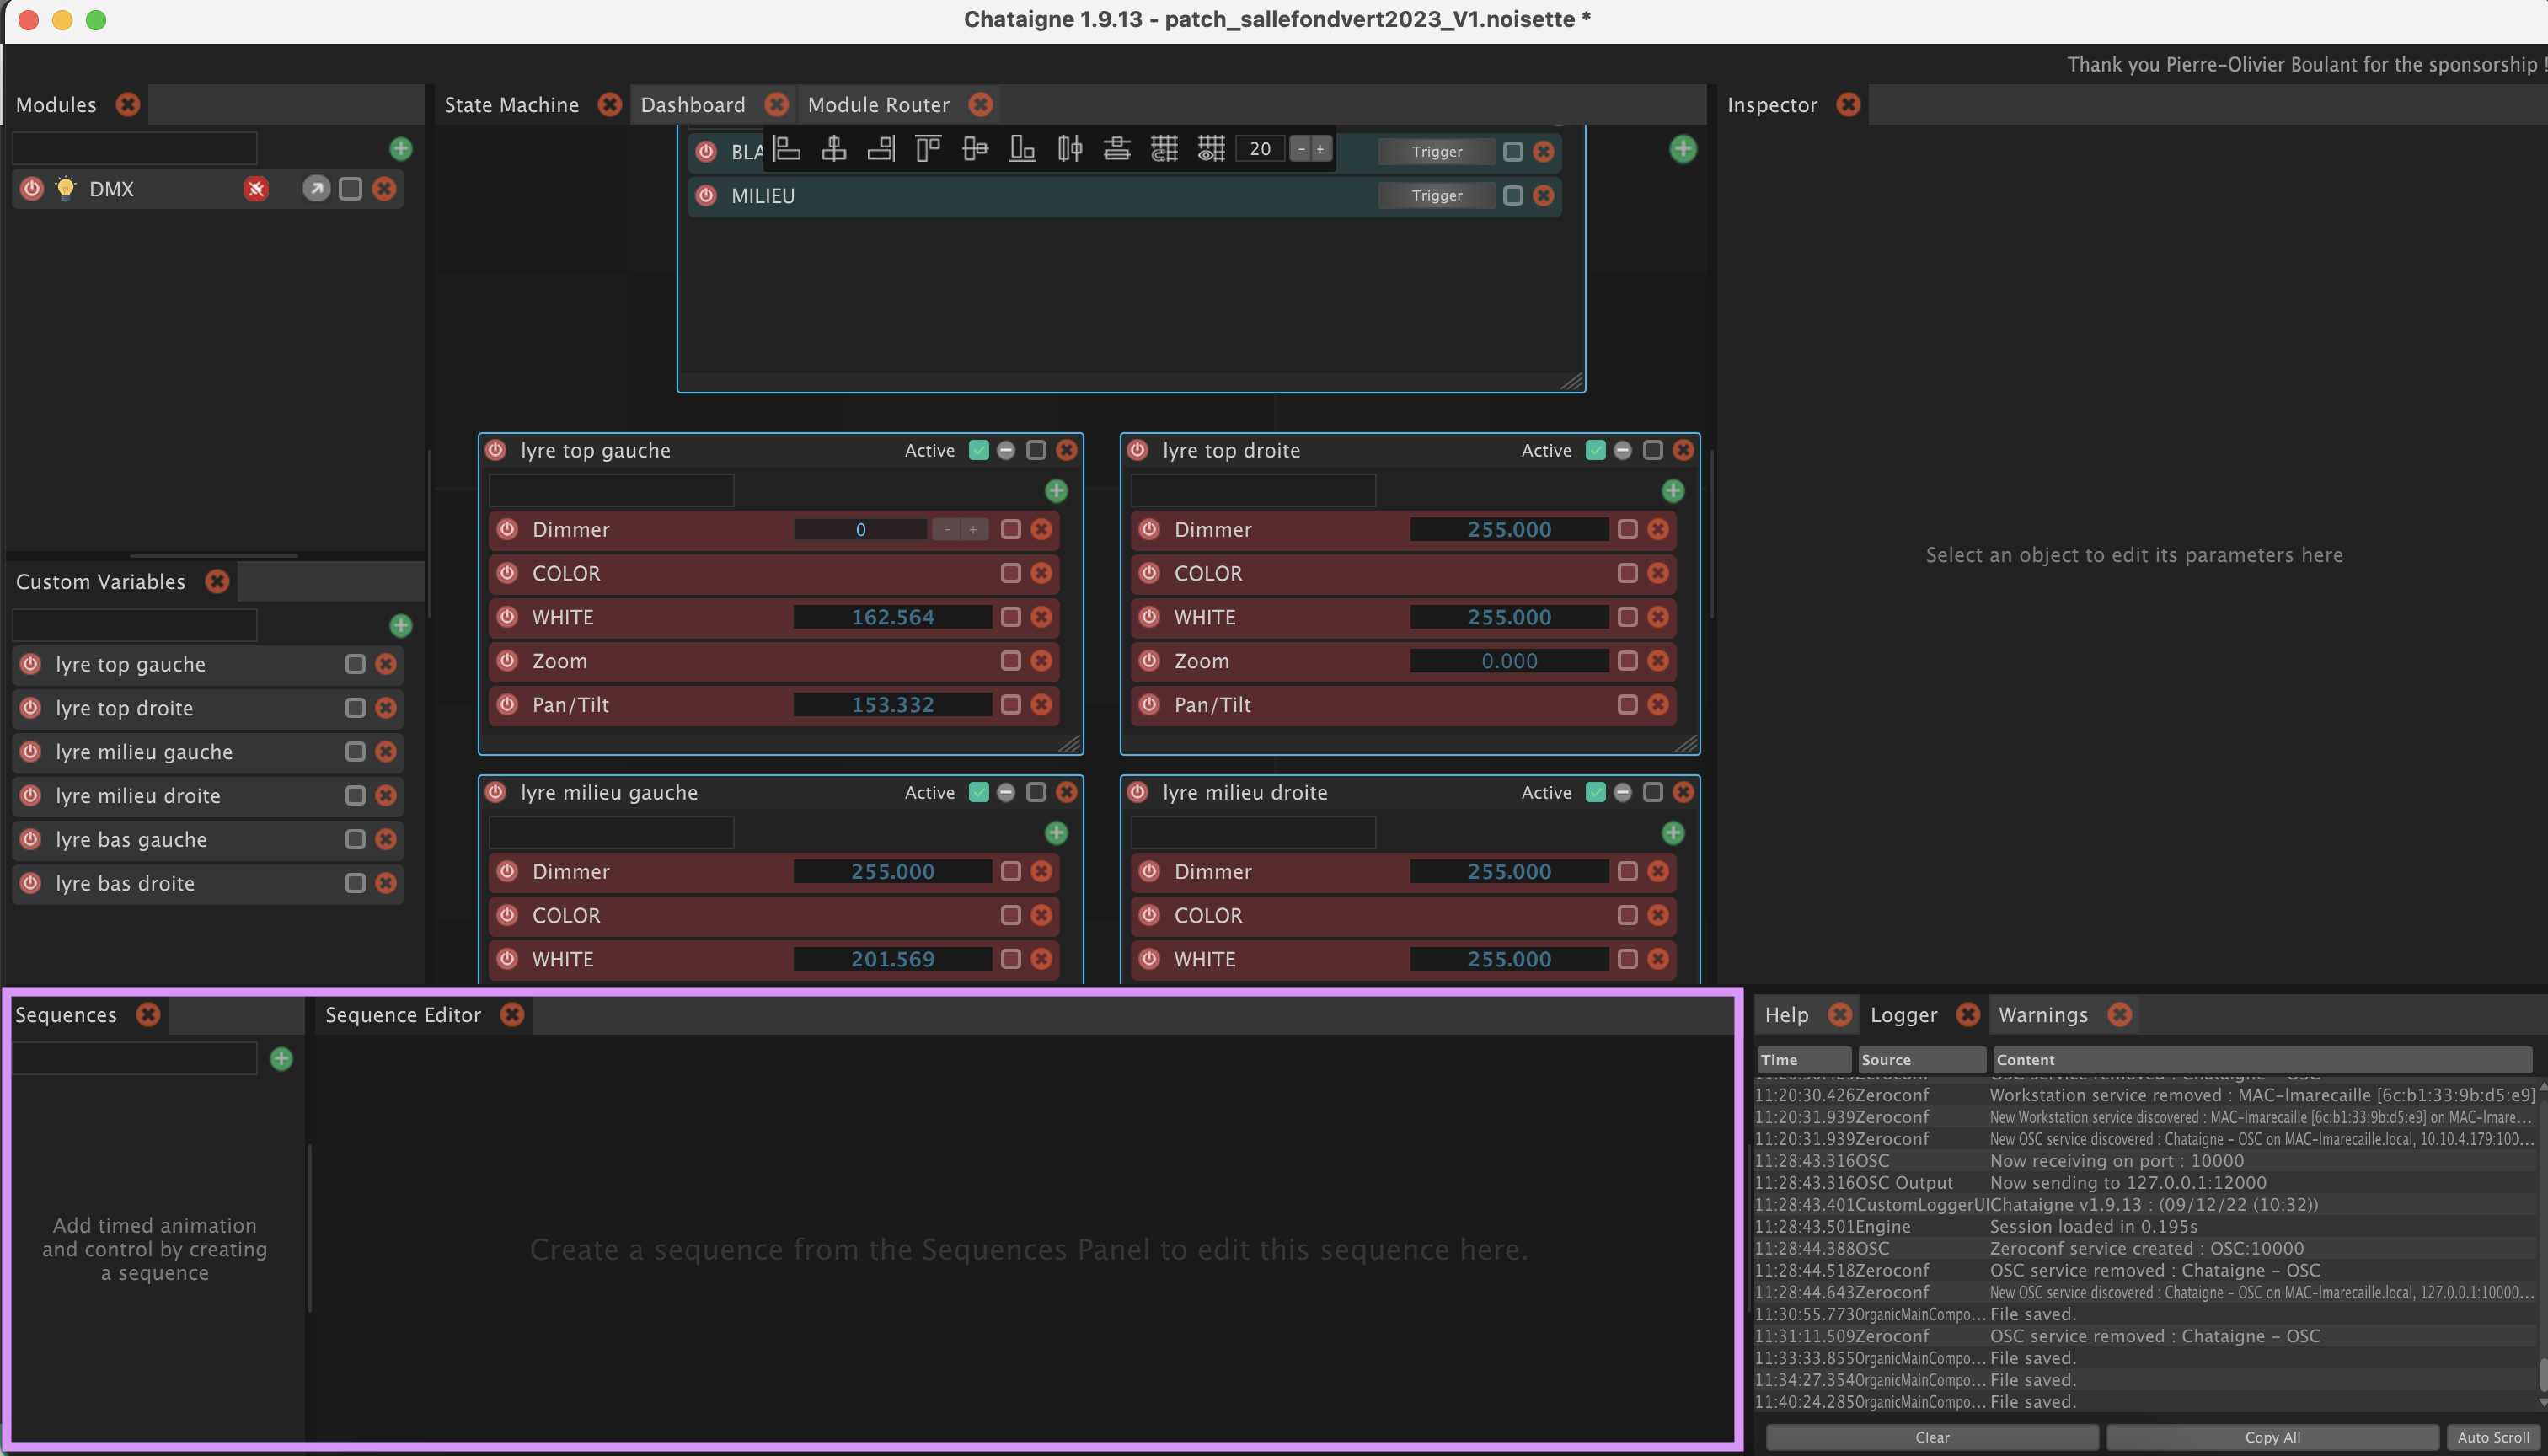 Chataigne 1.9.13 - patch_sallefondvert2023_V1.noisette *
Thank you Pierre-Olivier Boulant for the sponsorship !
Modules
DMX
Custom Variables
lyre top gauche
lyre top droite
lyre milieu gauche
lyre milieu droite
lyre bas gauche
lyre bas droite
State Machine Dashboard Module Router
20 - +
BLA Trigger
MILIEU Trigger
lyre top gauche Active
Dimmer 0 - +
COLOR
WHITE 162.564
Zoom
Pan/Tilt 153.332
lyre top droite Active
Dimmer 255.000
COLOR
WHITE 255.000
Zoom 0.000
Pan/Tilt
lyre milieu gauche Active
Dimmer 255.000
COLOR
WHITE 201.569
lyre milieu droite Active
Dimmer 255.000
COLOR
WHITE 255.000
Inspector
Select an object to edit its parameters here
Sequences
Add timed animation
and control by creating
a sequence
Sequence Editor
Create a sequence from the Sequences Panel to edit this sequence here.
Help Logger Warnings
Time Source Content
11:20:30.426 Zeroconf Workstation service removed : MAC-lmarecaille [6c:b1:33:9b:d5:e9]
11:20:31.939 Zeroconf New Workstation service discovered : MAC-lmarecaille [6c:b1:33:9b:d5:e9] on MAC-lmare...
11:20:31.939 Zeroconf New OSC service discovered : Chataigne - OSC on MAC-lmarecaille.local, 10.10.4.179:100...
11:28:43.316 OSC Now receiving on port : 10000
11:28:43.316 OSC Output Now sending to 127.0.0.1:12000
11:28:43.401 CustomLoggerUI Chataigne v1.9.13 : (09/12/22 (10:32))
11:28:43.501 Engine Session loaded in 0.195s
11:28:44.388 OSC Zeroconf service created : OSC:10000
11:28:44.518 Zeroconf OSC service removed : Chataigne - OSC
11:28:44.643 Zeroconf New OSC service discovered : Chataigne - OSC on MAC-lmarecaille.local, 127.0.0.1:10000...
11:30:55.773 OrganicMainCompo... File saved.
11:31:11.509 Zeroconf OSC service removed : Chataigne - OSC
11:33:33.855 OrganicMainCompo... File saved.
11:34:27.354 OrganicMainCompo... File saved.
11:40:24.285 OrganicMainCompo... File saved.
Clear Copy All Auto Scroll